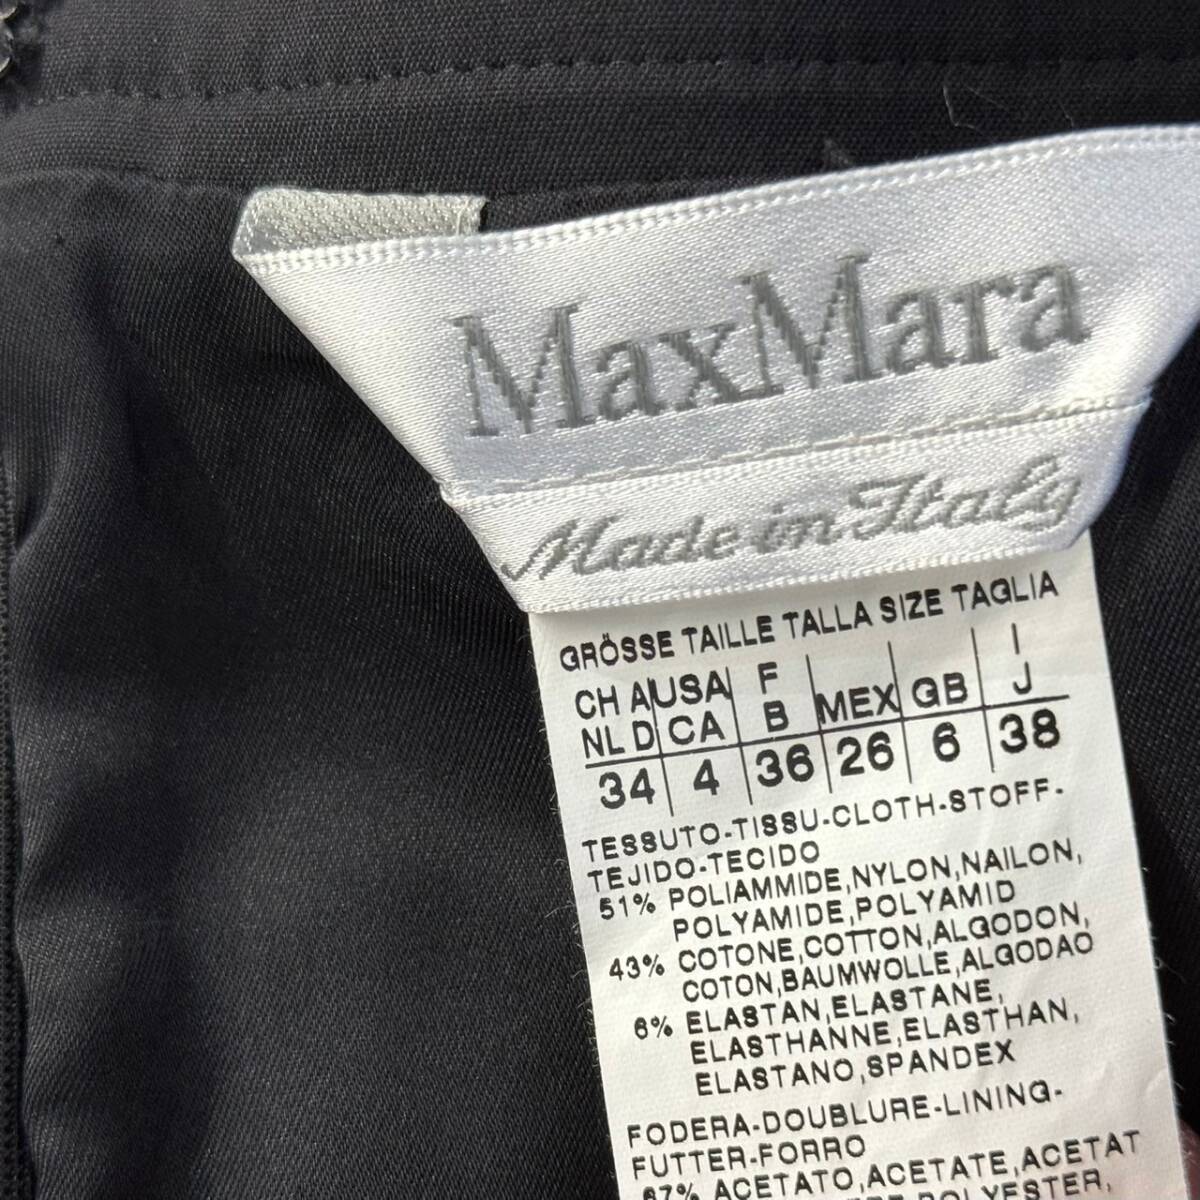 MaxMara
Made in Italy
GRÖSSE TAILLE TALLA SIZE TAGLIA
CH A USA F MEX GB I
NL D CA B J
34 4 36 26 6 38
TESSUTO-TISSU-CLOTH-STOFF-
TEJIDO-TECIDO
51% POLIAMMIDE,NYLON,NAILON,
POLYAMIDE,POLYAMID
43% COTONE,COTTON,ALGODON,
COTON,BAUMWOLLE,ALGODAO
6% ELASTAN,ELASTANE,
ELASTHANNE,ELASTHAN,
ELASTANO,SPANDEX
FODERA-DOUBLURE-LINING-
FUTTER-FORRO
67% ACETATO,ACETATE,ACETAT
POLYESTER,